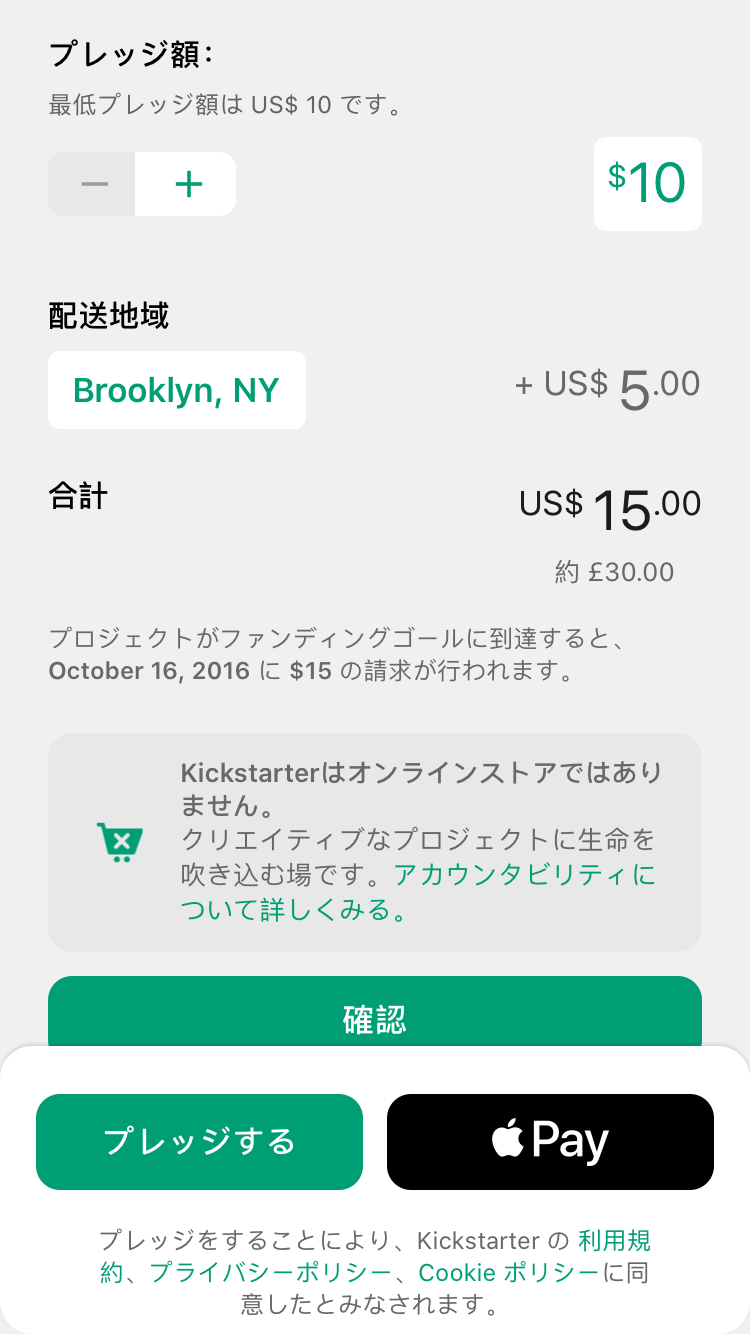 プレッジ額：
最低プレッジ額は US$ 10 です。
− + $10
配送地域
Brooklyn, NY + US$ 5.00
合計 US$ 15.00
約 £30.00
プロジェクトがファンディングゴールに到達すると、
October 16, 2016 に $15 の請求が行われます。
Kickstarterはオンラインストアではあり
ません。
クリエイティブなプロジェクトに生命を
吹き込む場です。アカウンタビリティに
ついて詳しくみる。
確認
プレッジする Pay
プレッジをすることにより、Kickstarter の 利用規
約、プライバシーポリシー、Cookie ポリシーに同
意したとみなされます。